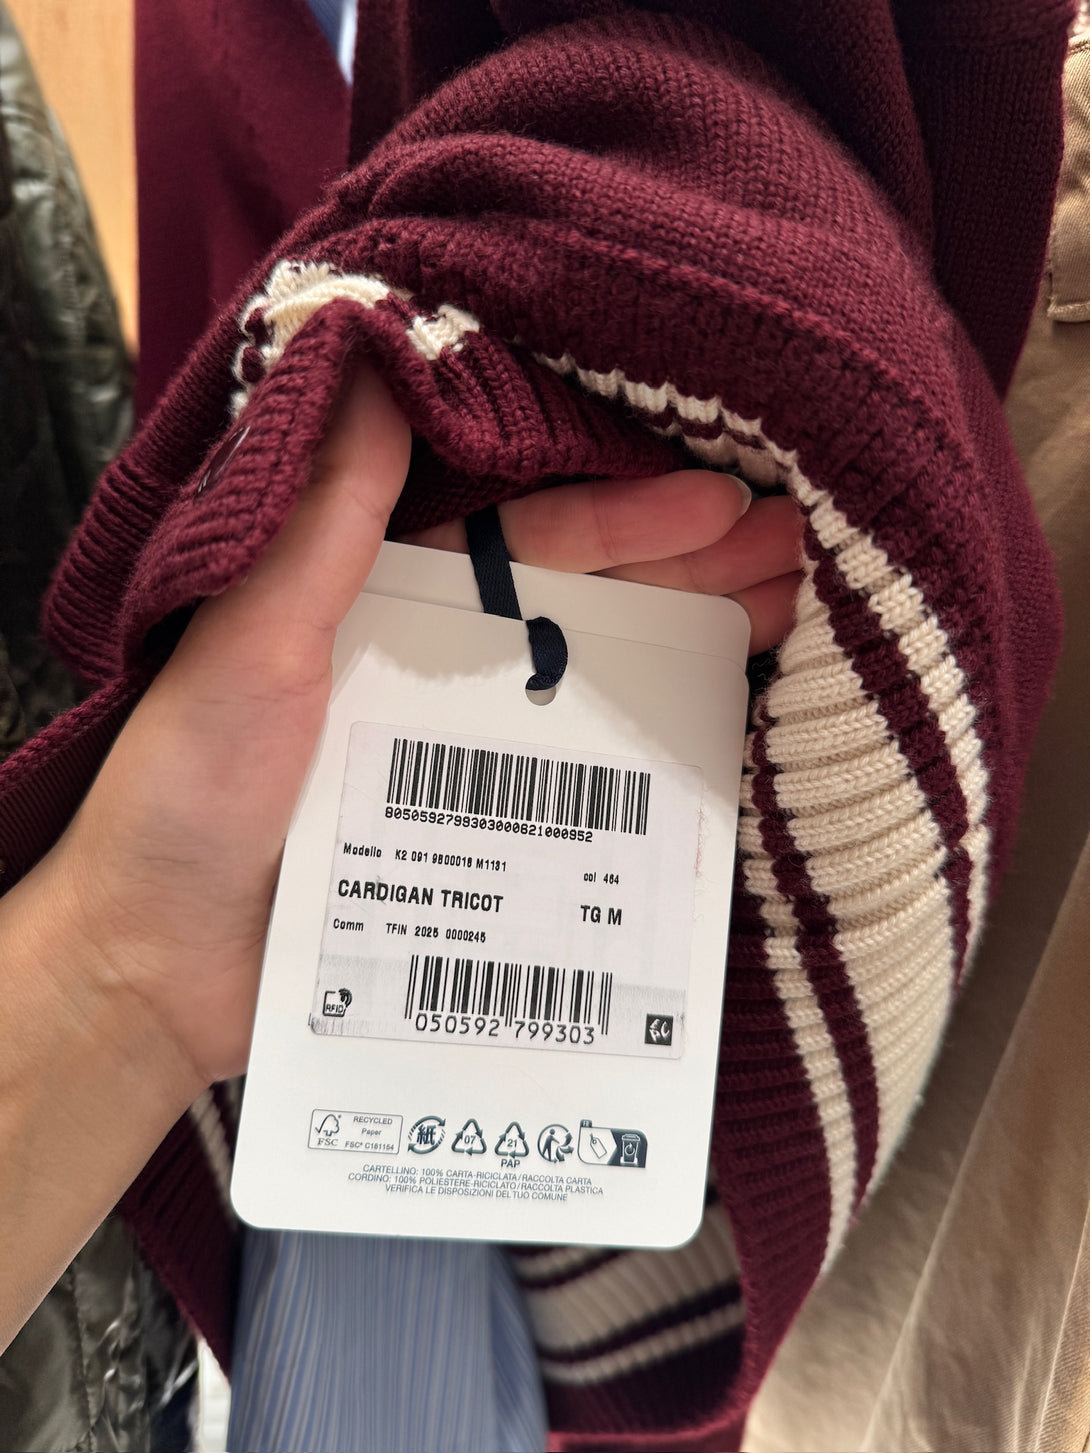 8050592799303000621000952
Modello K2 091 9B00018 M1131
col 464
CARDIGAN TRICOT
TG M
Comm TFIN 2025 0000245
RFID
050592 799303
FSC
RECYCLED
Paper
FSC® C161154
紙
07
21
PAP
CARTELLINO: 100% CARTA-RICICLATA/RACCOLTA CARTA
CORDINO: 100% POLIESTERE-RICICLATO/RACCOLTA PLASTICA
VERIFICA LE DISPOSIZIONI DEL TUO COMUNE